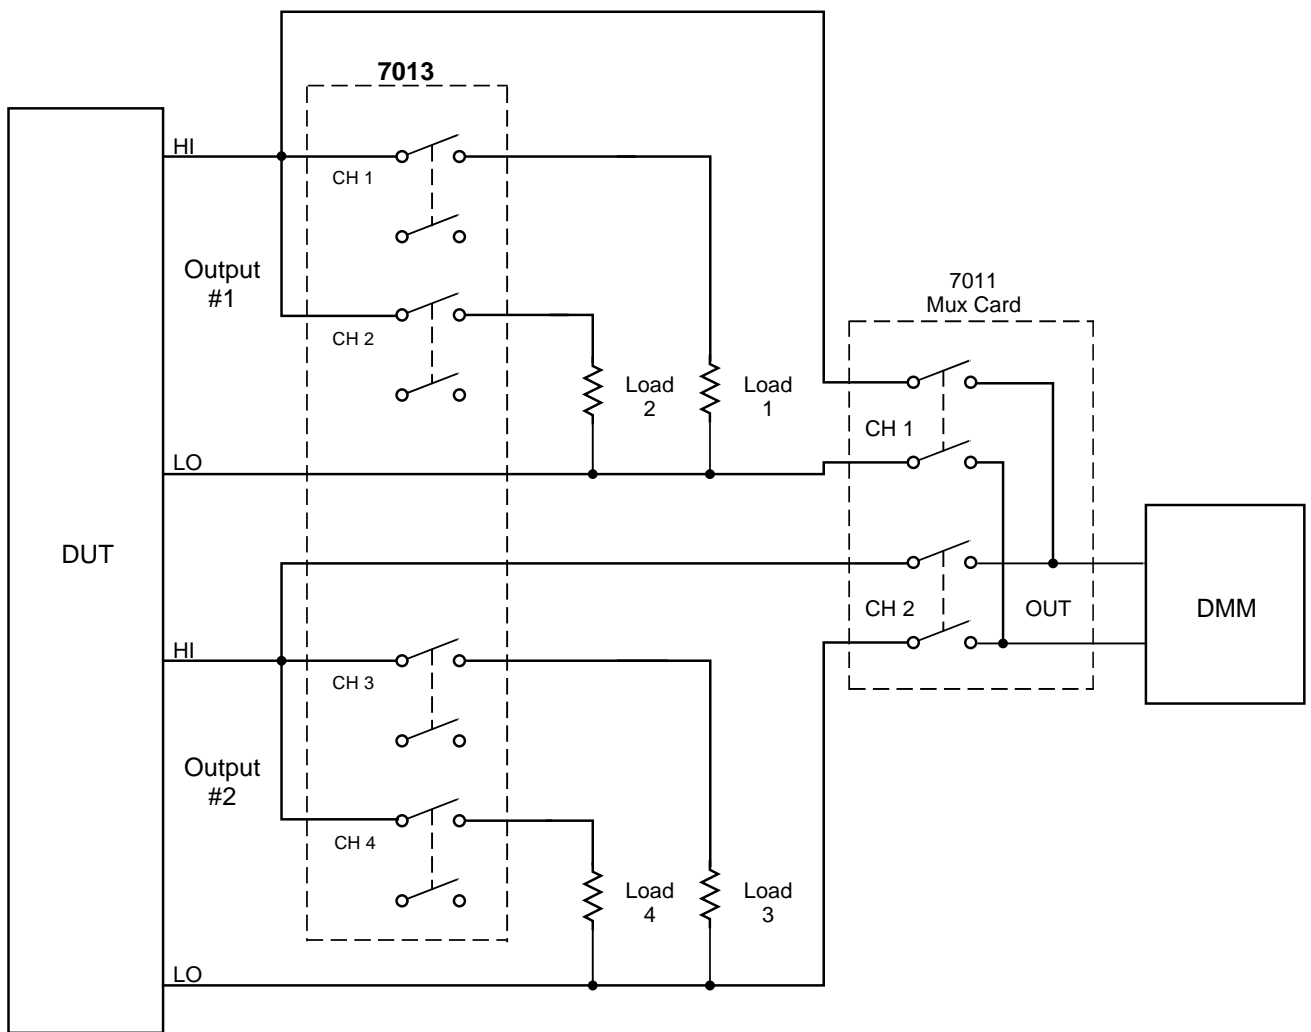 7013
HI
CH 1
Output
#1
CH 2
Load
2
Load
1
LO
7011
Mux Card
CH 1
CH 2
OUT
DMM
DUT
HI
CH 3
Output
#2
CH 4
Load
4
Load
3
LO